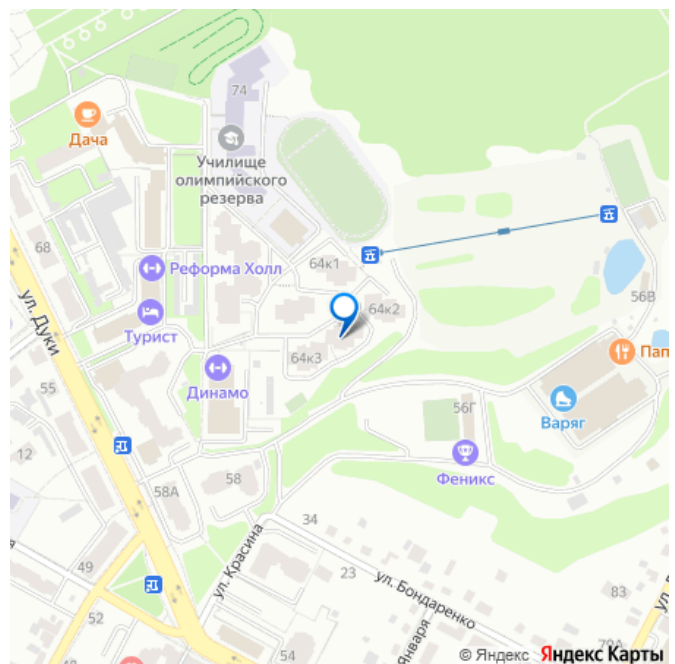 74
Дача
Училище
олимпийского
резерва
68
64к1
Реформа Холл
56В
ул. Дуки
64к2
Турист
64к3
Пап
Динамо
55
56Г
Варяг
12
Феникс
58А
58
34
ул. Красина
49
23
ул. Бондаренко
83
52
Января
54
79А
48
© Яндекс Яндекс Карты